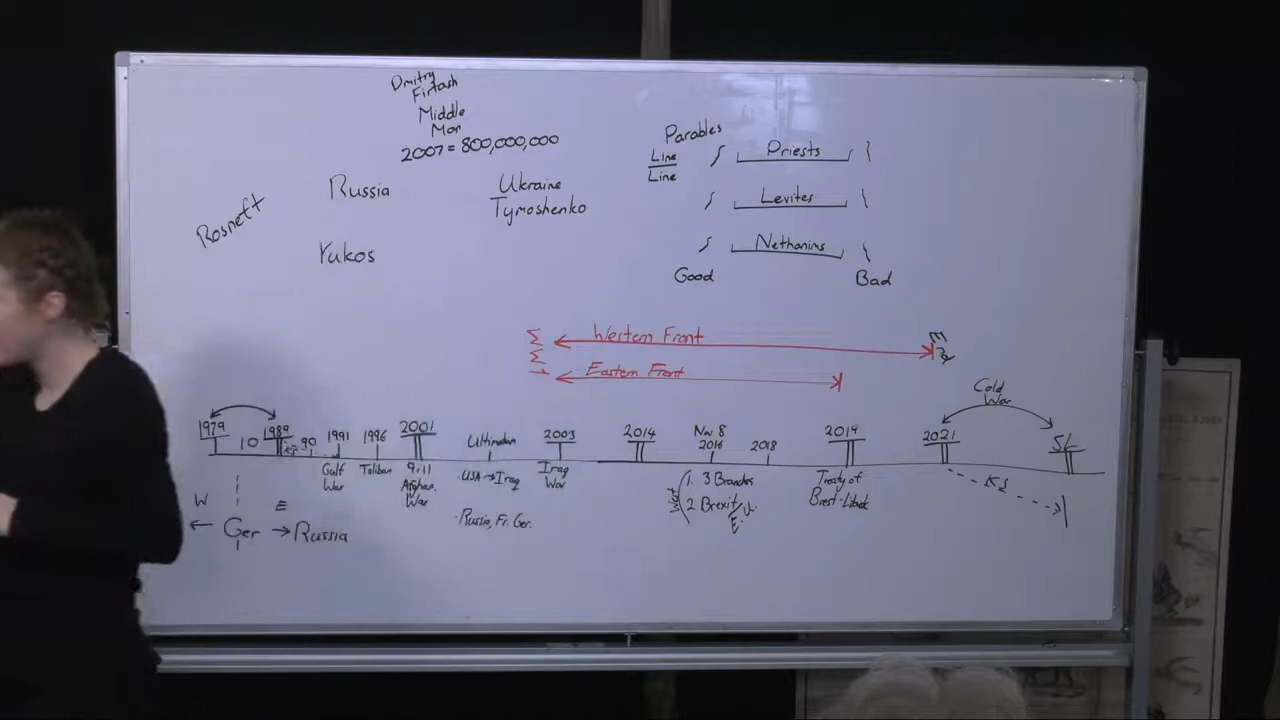 Dmitry
Firtash
Middle
Man
2007 = 800,000,000
Rosneft
Russia
Yukos
Ukraine
Tymoshenko
Parables
Line
Line
Priests
Levites
Nethanims
Good
Bad
Western Front
Eastern Front
1979
10
1989
90
1991
Gulf
War
1996
Taliban
2001
9.11
Afghan.
War
Ultimatum
·USA → Iraq
·Russia, Fr. Ger.
2003
Iraq
War
2014
Nov 8
2016
1. 3 Branches
2 Brexit/U.
E.
2018
2019
Treaty of
Brest-Litovsk
2021
Cold
War
SL
W
E
← Ger → Russia